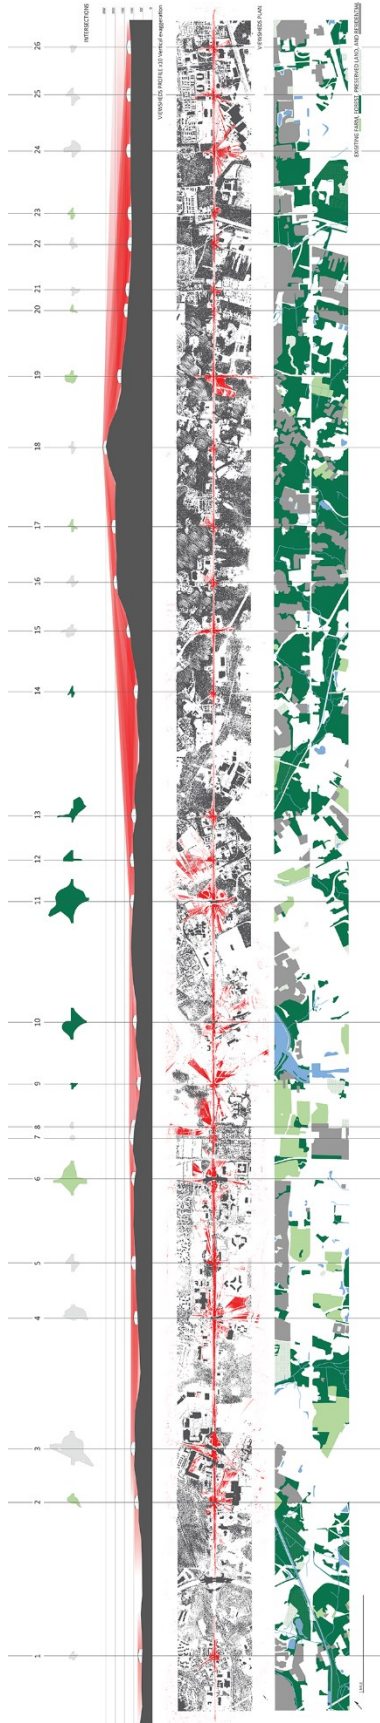 INTERSECTIONS
1 2 3 4 5 6 7 8 9 10 11 12 13 14 15 16 17 18 19 20 21 22 23 24 25 26
VIEWSHEDS PROFILE x10 Vertical exaggeration
VIEWSHEDS PLAN
EXISITING FARM, FOREST, PRESERVED LAND, AND RESIDENTIAL